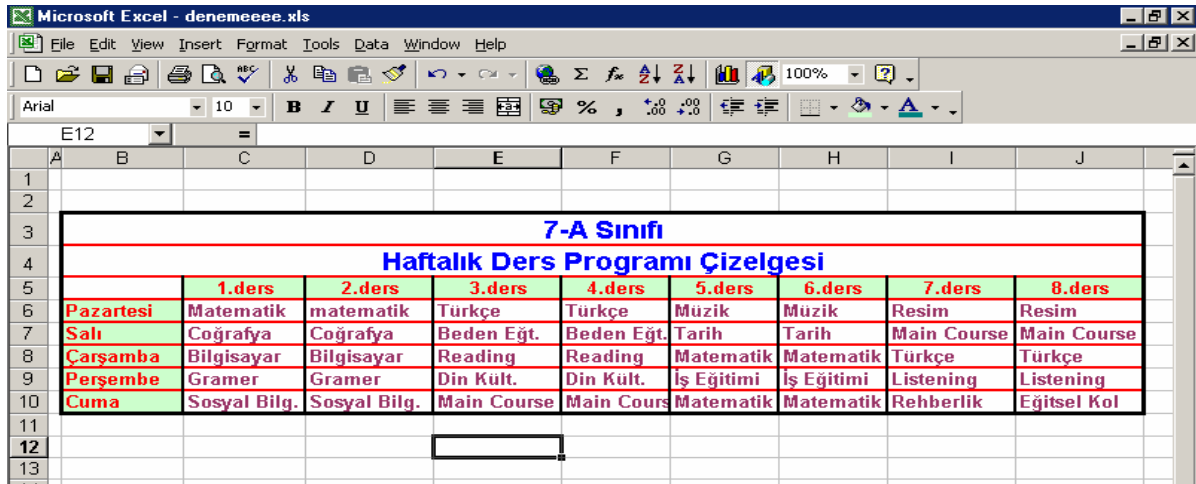 Microsoft Excel - denemeeee.xls
File Edit View Insert Format Tools Data Window Help
ABC Σ fx A Z Z A 100% ?
Arial 10 B I U % , .00 .00 A
E12 =
A B C D E F G H I J
1
2
3 7-A Sınıfı
4 Haftalık Ders Programı Çizelgesi
5 1.ders 2.ders 3.ders 4.ders 5.ders 6.ders 7.ders 8.ders
6 Pazartesi Matematik matematik Türkçe Türkçe Müzik Müzik Resim Resim
7 Salı Coğrafya Coğrafya Beden Eğt. Beden Eğt. Tarih Tarih Main Course Main Course
8 Çarşamba Bilgisayar Bilgisayar Reading Reading Matematik Matematik Türkçe Türkçe
9 Perşembe Gramer Gramer Din Kült. Din Kült. İş Eğitimi İş Eğitimi Listening Listening
10 Cuma Sosyal Bilg. Sosyal Bilg. Main Course Main Cours Matematik Matematik Rehberlik Eğitsel Kol
11
12
13